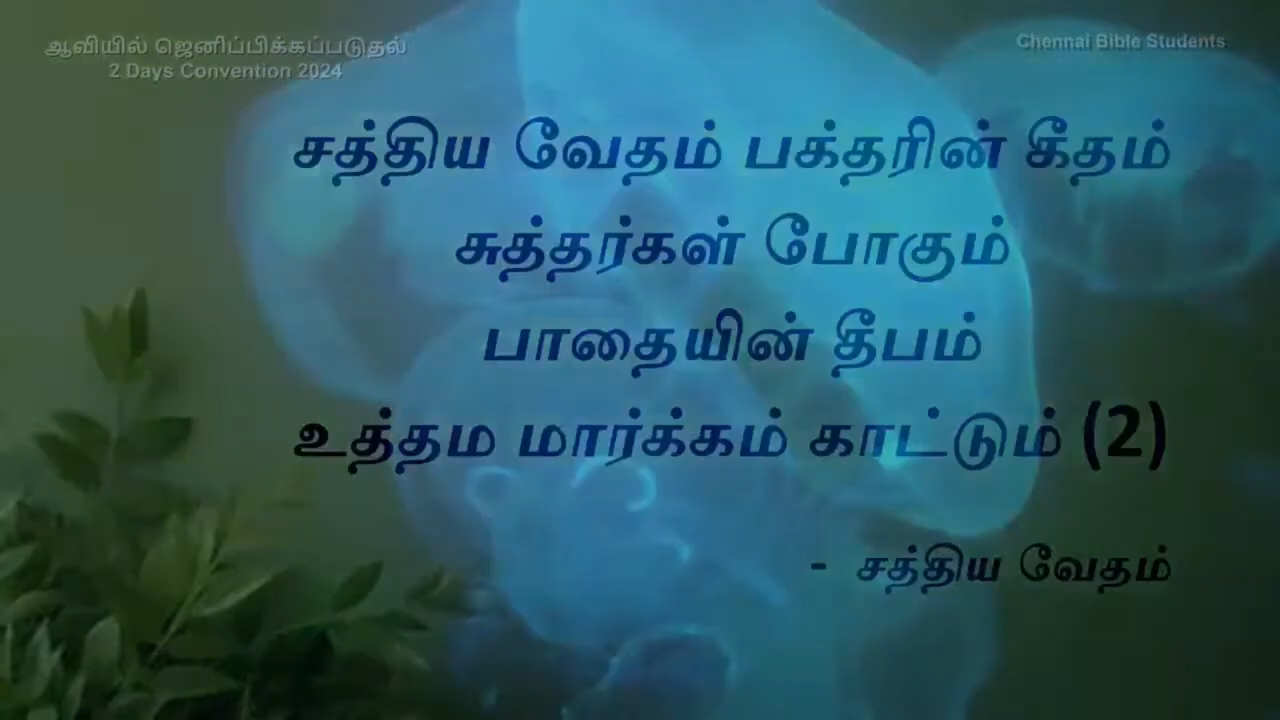 ஆவியில் ஜெனிப்பிக்கப்படுதல்
2 Days Convention 2024
Chennai Bible Students
சத்திய வேதம் பக்தரின் கீதம்
சுத்தர்கள் போகும்
பாதையின் தீபம்
உத்தம மார்க்கம் காட்டும் (2)
- சத்திய வேதம்